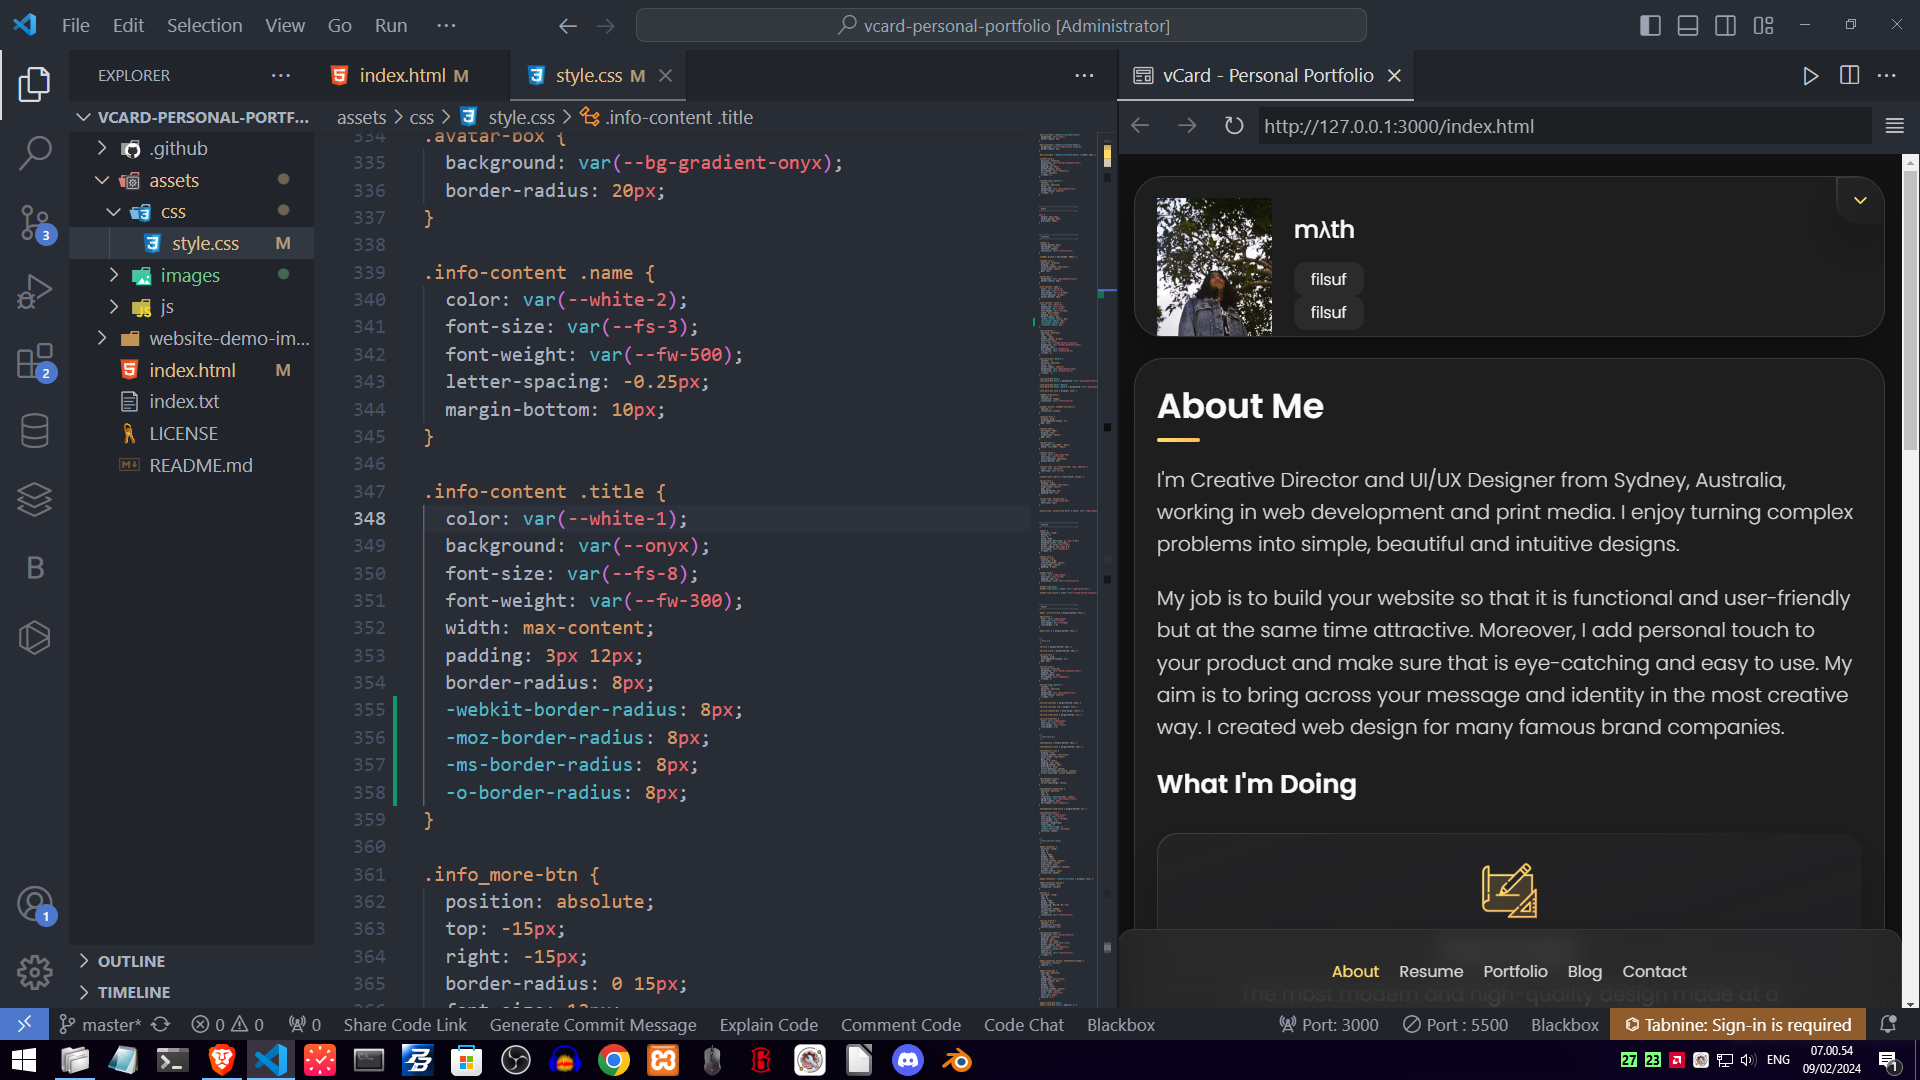 File Edit Selection View Go Run ···
vcard-personal-portfolio [Administrator]
EXPLORER ···
index.html M
style.css M
···
vCard - Personal Portfolio
VCARD-PERSONAL-PORTF...
.github
assets
css
style.css M
images
js
website-demo-im...
index.html M
index.txt
LICENSE
README.md
OUTLINE
TIMELINE
assets > css > style.css > .info-content .title
334 .avatar-box {
335 background: var(--bg-gradient-onyx);
336 border-radius: 20px;
337 }
338
339 .info-content .name {
340 color: var(--white-2);
341 font-size: var(--fs-3);
342 font-weight: var(--fw-500);
343 letter-spacing: -0.25px;
344 margin-bottom: 10px;
345 }
346
347 .info-content .title {
348 color: var(--white-1);
349 background: var(--onyx);
350 font-size: var(--fs-8);
351 font-weight: var(--fw-300);
352 width: max-content;
353 padding: 3px 12px;
354 border-radius: 8px;
355 -webkit-border-radius: 8px;
356 -moz-border-radius: 8px;
357 -ms-border-radius: 8px;
358 -o-border-radius: 8px;
359 }
360
361 .info_more-btn {
362 position: absolute;
363 top: -15px;
364 right: -15px;
365 border-radius: 0 15px;
http://127.0.0.1:3000/index.html
mλth
filsuf
filsuf
About Me
I'm Creative Director and UI/UX Designer from Sydney, Australia,
working in web development and print media. I enjoy turning complex
problems into simple, beautiful and intuitive designs.
My job is to build your website so that it is functional and user-friendly
but at the same time attractive. Moreover, I add personal touch to
your product and make sure that is eye-catching and easy to use. My
aim is to bring across your message and identity in the most creative
way. I created web design for many famous brand companies.
What I'm Doing
About Resume Portfolio Blog Contact
The most modern and high-quality design made at a
3
2
B
1
master* 0 0 0 Share Code Link Generate Commit Message Explain Code Comment Code Code Chat Blackbox Port: 3000 Port : 5500 Blackbox Tabnine: Sign-in is required
27 23 ENG
07.00.54
09/02/2024
1